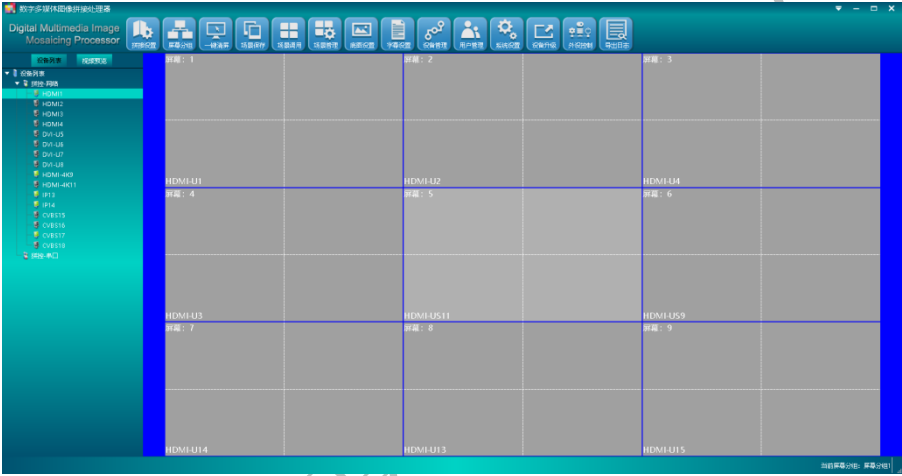 数字多媒体图像拼接处理器
Digital Multimedia Image
Mosaicing Processor
拼接设置 屏幕分组 一键清屏 场景保存 场景调用 场景管理 底图设置 字幕设置 设备管理 用户管理 系统设置 设备升级 外设控制 导出日志
设备列表 视频预览
设备列表
拼控-网络
HDMI1
HDMI2
HDMI3
HDMI4
DVI-U5
DVI-U6
DVI-U7
DVI-U8
HDMI-4K9
HDMI-4K11
IP13
IP14
CVBS15
CVBS16
CVBS17
CVBS18
拼控-串口
屏幕: 1
HDMI-U1
屏幕: 2
HDMI-U2
屏幕: 3
HDMI-U4
屏幕: 4
HDMI-U3
屏幕: 5
HDMI-US11
屏幕: 6
HDMI-US9
屏幕: 7
HDMI-U14
屏幕: 8
HDMI-U13
屏幕: 9
HDMI-U15
当前屏幕分组: 屏幕分组1